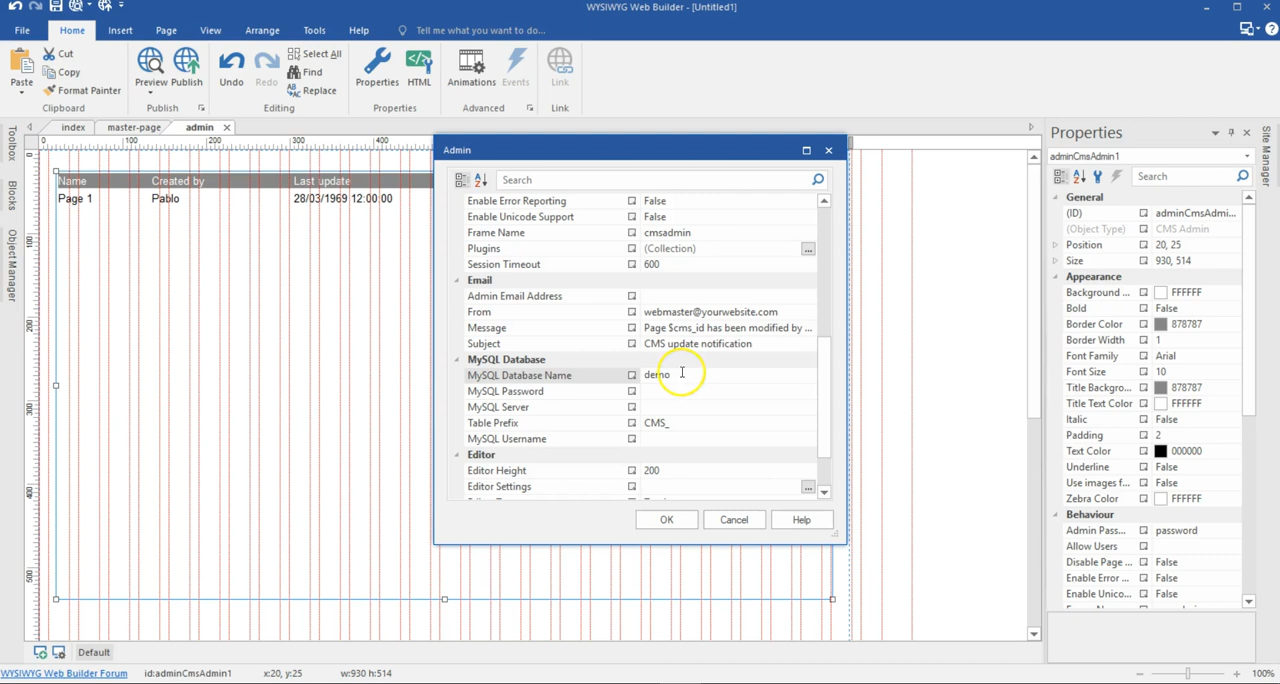 WYSIWYG Web Builder - [Untitled1]
File Home Insert Page View Arrange Tools Help Tell me what you want to do...
Paste
Cut
Copy
Format Painter
Clipboard
Preview Publish
Publish
Undo Redo
Select All
Find
Replace
Editing
Properties HTML
Properties
Animations Events
Advanced
Link
Link
index master-page admin
Toolbox
Blocks
Object Manager
0 100 200 300 400
0
100
200
300
400
500
Name Created by Last update
Page 1 Pablo 28/03/1969 12:00:00
Admin
Search
Enable Error Reporting False
Enable Unicode Support False
Frame Name cmsadmin
Plugins (Collection) ...
Session Timeout 600
Email
Admin Email Address
From webmaster@yourwebsite.com
Message Page $cms_id has been modified by ...
Subject CMS update notification
MySQL Database
MySQL Database Name demo
MySQL Password
MySQL Server
Table Prefix CMS_
MySQL Username
Editor
Editor Height 200
Editor Settings ...
OK Cancel Help
Properties
Site Manager
adminCmsAdmin1
Search
General
(ID) adminCmsAdmi...
(Object Type) CMS Admin
Position 20, 25
Size 930, 514
Appearance
Background ... FFFFFF
Bold False
Border Color 878787
Border Width 1
Font Family Arial
Font Size 10
Title Backgro... 878787
Title Text Color FFFFFF
Italic False
Padding 2
Text Color 000000
Underline False
Use images f... False
Zebra Color FFFFFF
Behaviour
Admin Pass... password
Allow Users
Disable Page ... False
Enable Error ... False
Enable Unico... False
Default
WYSIWYG Web Builder Forum id:adminCmsAdmin1 x:20, y:25 w:930 h:514 100%